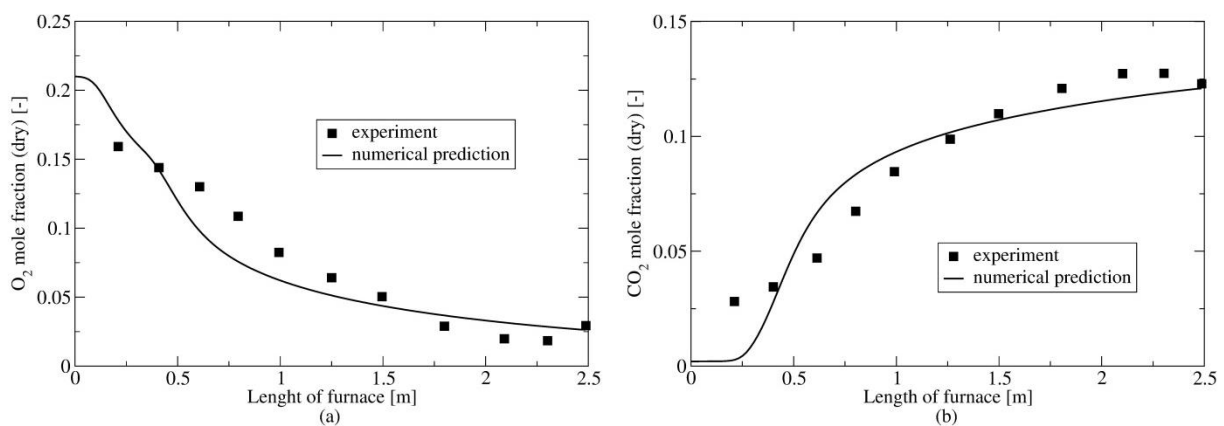 0.25
0.2
0.15
0.1
0.05
0
O2 mole fraction (dry) [-]
experiment
numerical prediction
0
0.5
1
1.5
2
2.5
Lenght of furnace [m]
(a)
0.15
0.1
0.05
0
CO2 mole fraction (dry) [-]
experiment
numerical prediction
0
0.5
1
1.5
2
2.5
Length of furnace [m]
(b)